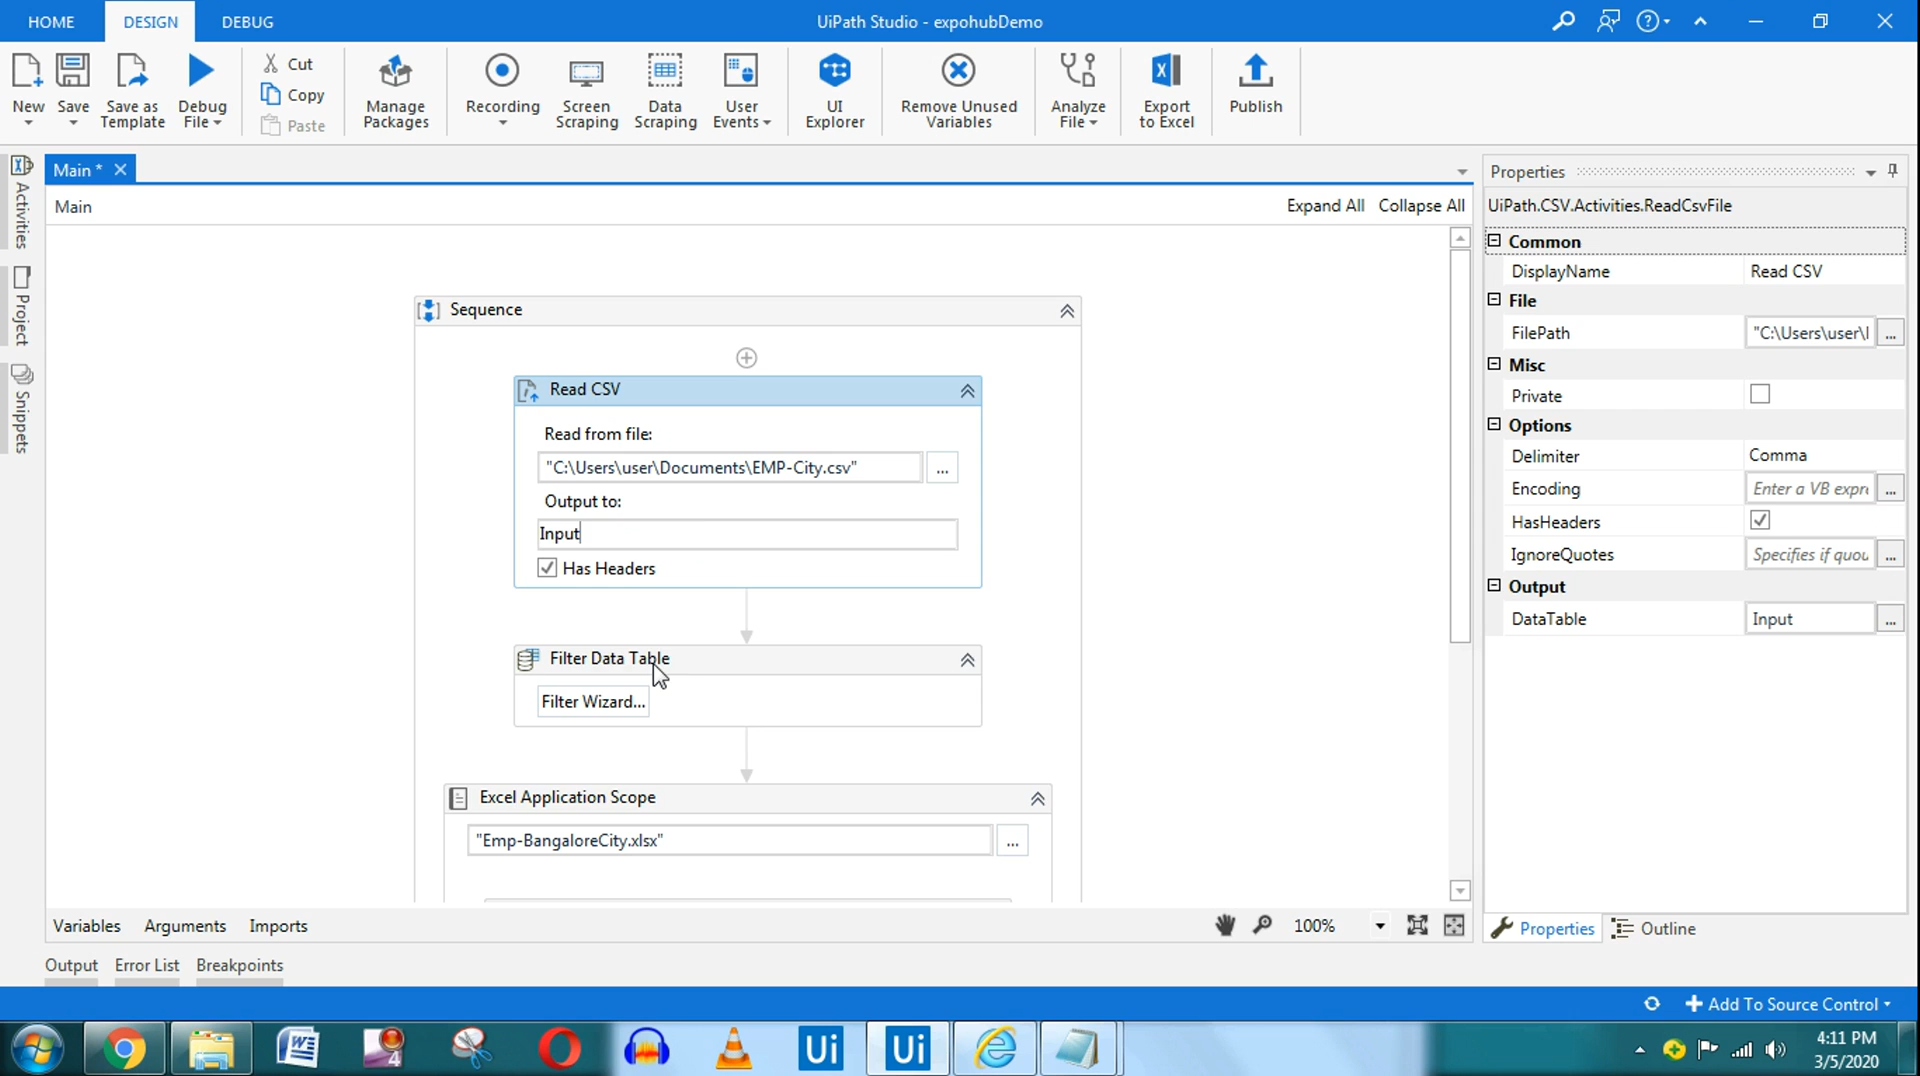 HOME
DESIGN
DEBUG
UiPath Studio - expohubDemo
New
Save
Save as
Template
Debug
File
Cut
Copy
Paste
Manage
Packages
Recording
Screen
Scraping
Data
Scraping
User
Events
UI
Explorer
Remove Unused
Variables
Analyze
File
Export
to Excel
Publish
Activities
Project
Snippets
Main *
Main
Expand All
Collapse All
Sequence
Read CSV
Read from file:
"C:\Users\user\Documents\EMP-City.csv"
...
Output to:
Input
Has Headers
Filter Data Table
Filter Wizard...
Excel Application Scope
"Emp-BangaloreCity.xlsx"
...
Properties
UiPath.CSV.Activities.ReadCsvFile
Common
DisplayName Read CSV
File
FilePath "C:\Users\user\ ...
Misc
Private
Options
Delimiter Comma
Encoding Enter a VB expre ...
HasHeaders
IgnoreQuotes Specifies if quou ...
Output
DataTable Input ...
Variables
Arguments
Imports
100%
Properties
Outline
Output
Error List
Breakpoints
Add To Source Control
Ui
Ui
4:11 PM
3/5/2020